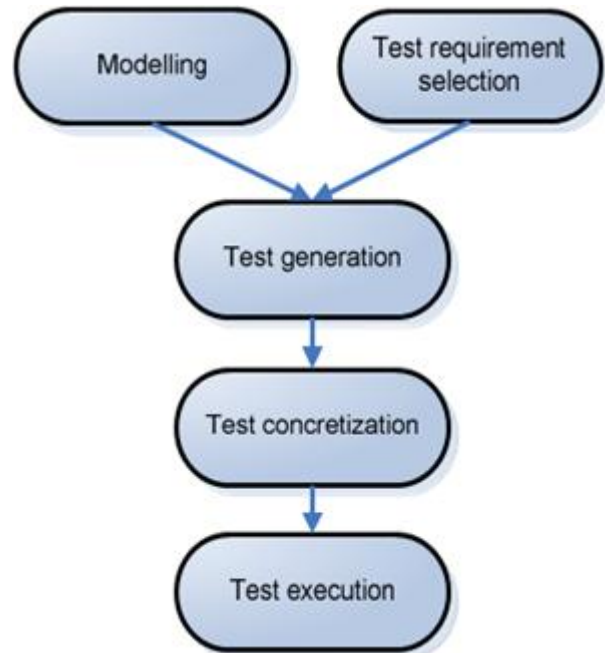 Modelling
Test requirement
selection
Test generation
Test concretization
Test execution